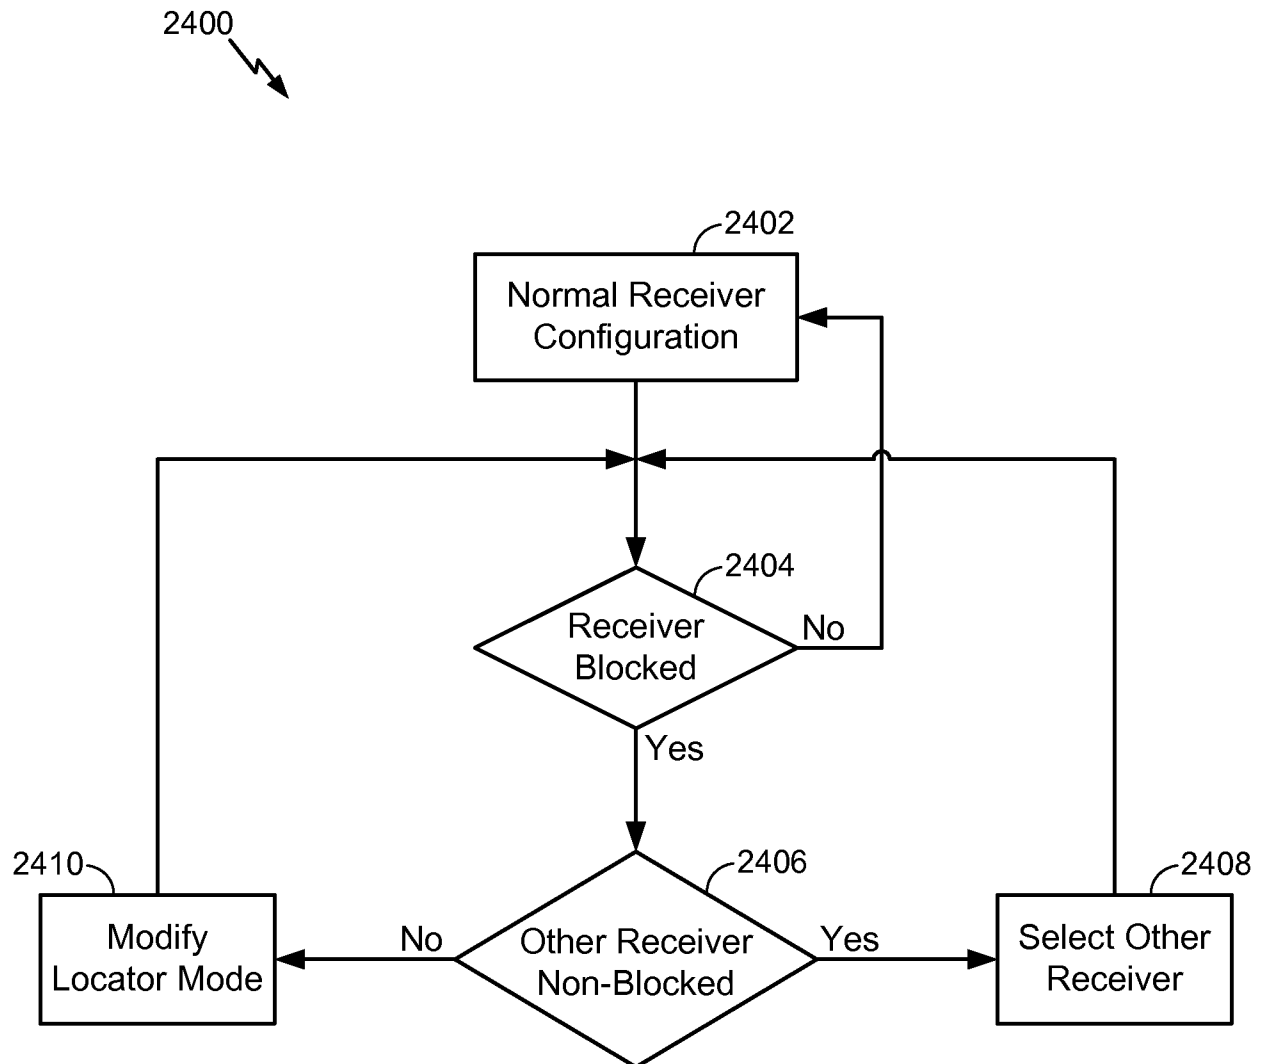 2400
2402
Normal Receiver
Configuration
2404
Receiver
Blocked
No
Yes
2410
2406
2408
Modify
Locator Mode
No
Other Receiver
Non-Blocked
Yes
Select Other
Receiver